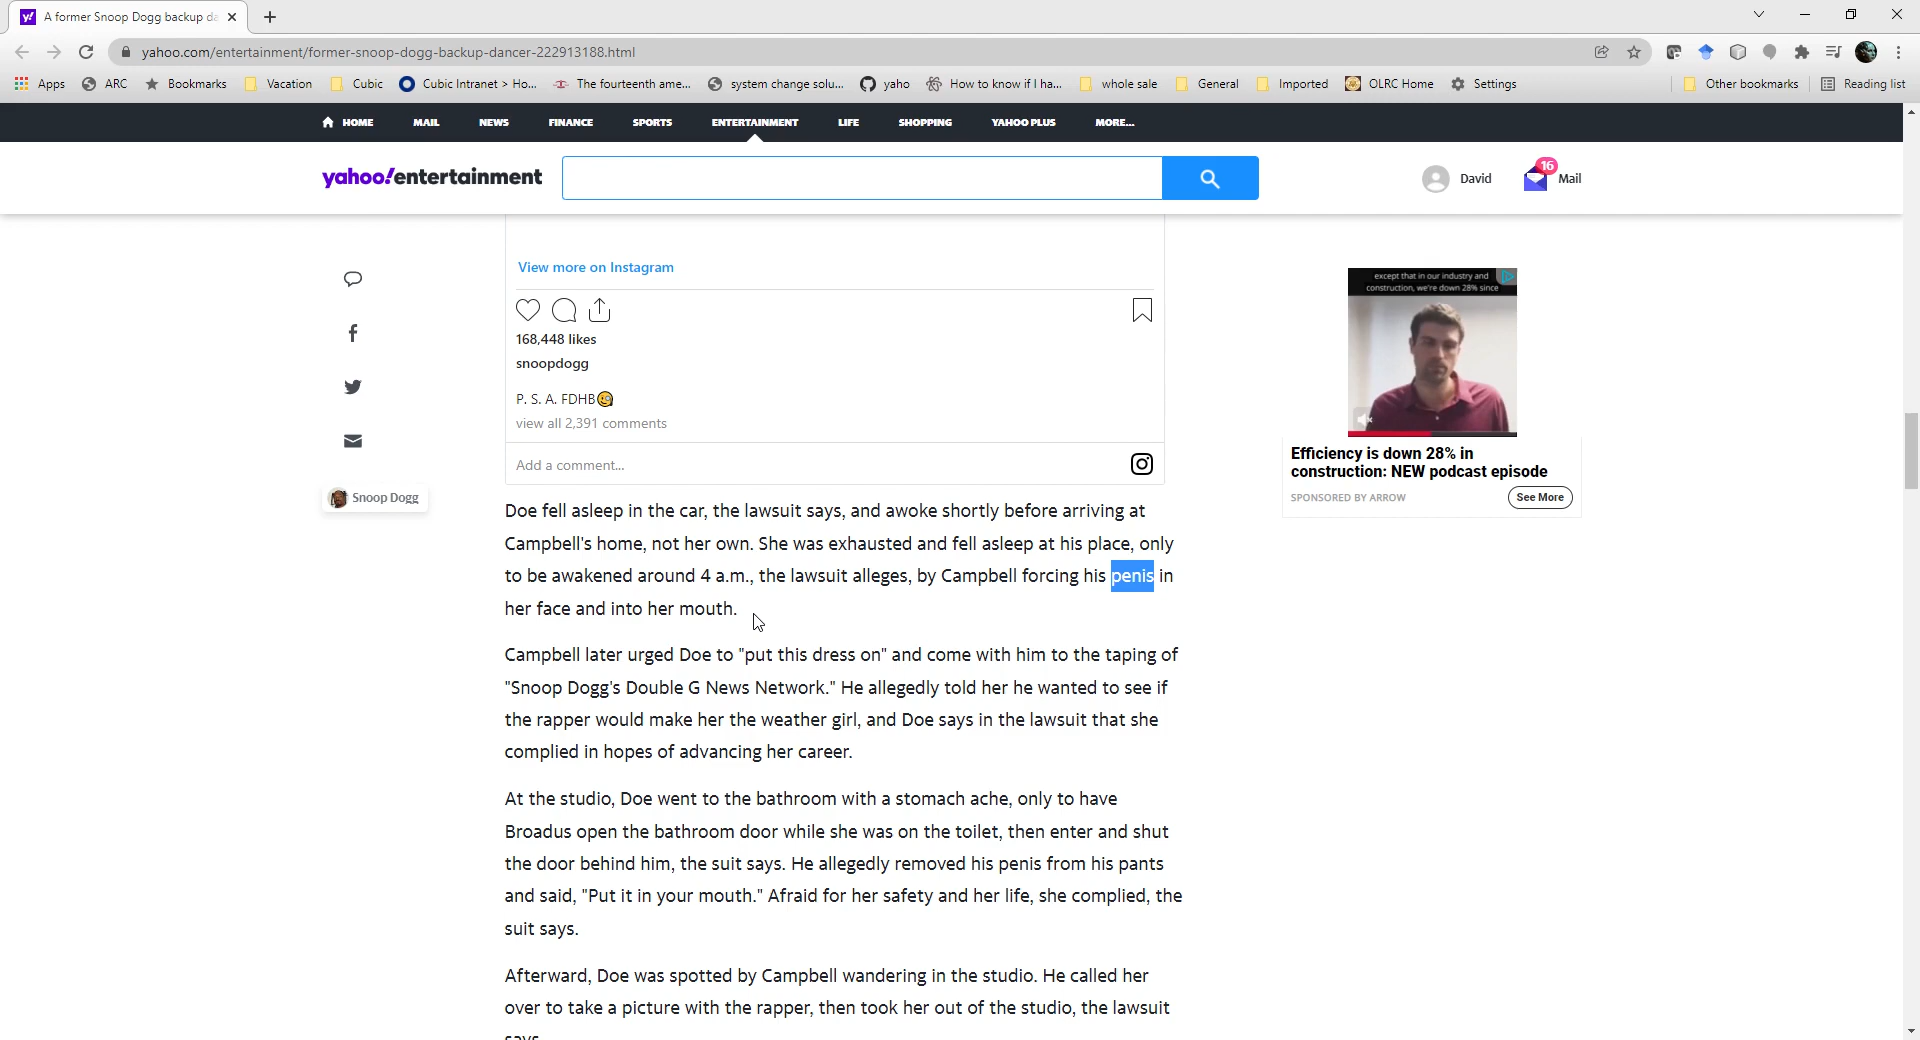 A former Snoop Dogg backup da
yahoo.com/entertainment/former-snoop-dogg-backup-dancer-222913188.html
Apps ARC Bookmarks Vacation Cubic Cubic Intranet > Ho... The fourteenth ame... system change solu... yaho How to know if I ha... whole sale General Imported OLRC Home Settings Other bookmarks Reading list
HOME MAIL NEWS FINANCE SPORTS ENTERTAINMENT LIFE SHOPPING YAHOO PLUS MORE...
yahoo!entertainment
David
16
Mail
View more on Instagram
168,448 likes
snoopdogg
P. S. A. FDHB🧐
view all 2,391 comments
Add a comment...
Snoop Dogg
Doe fell asleep in the car, the lawsuit says, and awoke shortly before arriving at
Campbell's home, not her own. She was exhausted and fell asleep at his place, only
to be awakened around 4 a.m., the lawsuit alleges, by Campbell forcing his penis in
her face and into her mouth.
Campbell later urged Doe to "put this dress on" and come with him to the taping of
"Snoop Dogg's Double G News Network." He allegedly told her he wanted to see if
the rapper would make her the weather girl, and Doe says in the lawsuit that she
complied in hopes of advancing her career.
At the studio, Doe went to the bathroom with a stomach ache, only to have
Broadus open the bathroom door while she was on the toilet, then enter and shut
the door behind him, the suit says. He allegedly removed his penis from his pants
and said, "Put it in your mouth." Afraid for her safety and her life, she complied, the
suit says.
Afterward, Doe was spotted by Campbell wandering in the studio. He called her
over to take a picture with the rapper, then took her out of the studio, the lawsuit
says
except that in our industry and
construction, we're down 28% since
Efficiency is down 28% in
construction: NEW podcast episode
SPONSORED BY ARROW
See More